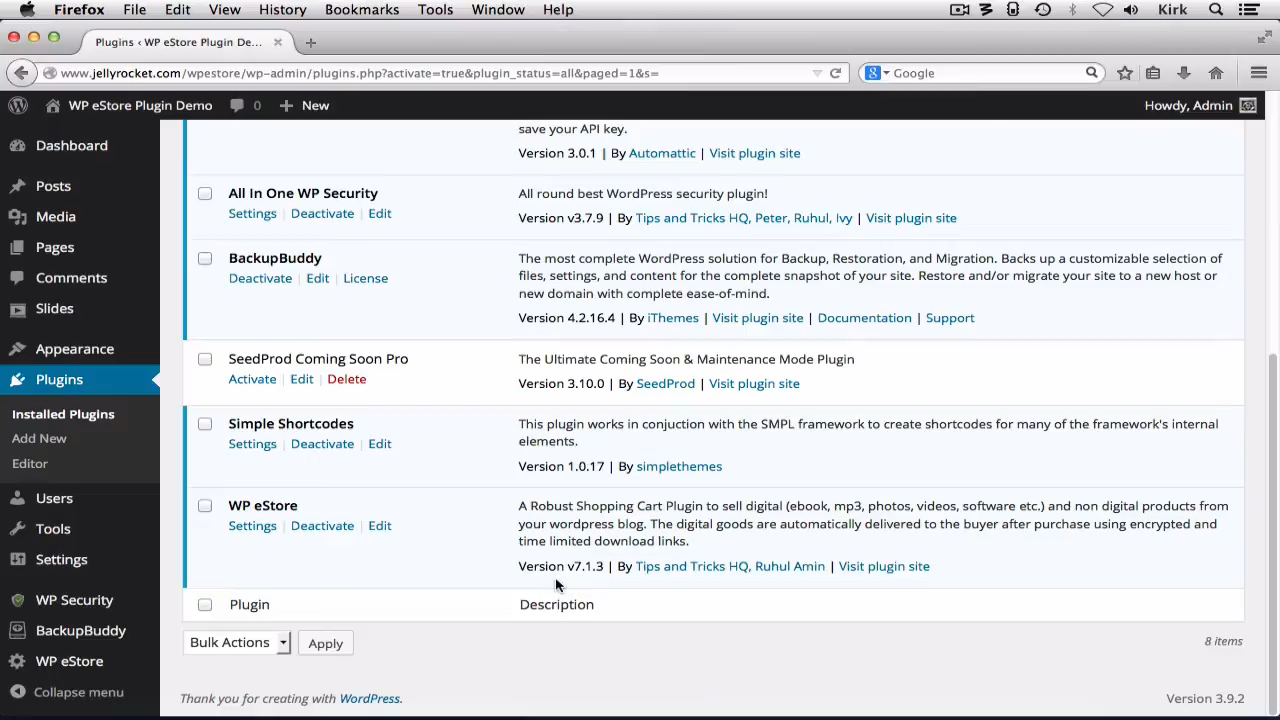 Firefox File Edit View History Bookmarks Tools Window Help Kirk
Plugins ‹ WP eStore Plugin De...
www.jellyrocket.com/wpestore/wp-admin/plugins.php?activate=true&plugin_status=all&paged=1&s= Google
WP eStore Plugin Demo 0 New Howdy, Admin
Dashboard
Posts
Media
Pages
Comments
Slides
Appearance
Plugins
Installed Plugins
Add New
Editor
Users
Tools
Settings
WP Security
BackupBuddy
WP eStore
Collapse menu
save your API key.
Version 3.0.1 | By Automattic | Visit plugin site
All In One WP Security
Settings | Deactivate | Edit
All round best WordPress security plugin!
Version v3.7.9 | By Tips and Tricks HQ, Peter, Ruhul, Ivy | Visit plugin site
BackupBuddy
Deactivate | Edit | License
The most complete WordPress solution for Backup, Restoration, and Migration. Backs up a customizable selection of
files, settings, and content for the complete snapshot of your site. Restore and/or migrate your site to a new host or
new domain with complete ease-of-mind.
Version 4.2.16.4 | By iThemes | Visit plugin site | Documentation | Support
SeedProd Coming Soon Pro
Activate | Edit | Delete
The Ultimate Coming Soon & Maintenance Mode Plugin
Version 3.10.0 | By SeedProd | Visit plugin site
Simple Shortcodes
Settings | Deactivate | Edit
This plugin works in conjuction with the SMPL framework to create shortcodes for many of the framework's internal
elements.
Version 1.0.17 | By simplethemes
WP eStore
Settings | Deactivate | Edit
A Robust Shopping Cart Plugin to sell digital (ebook, mp3, photos, videos, software etc.) and non digital products from
your wordpress blog. The digital goods are automatically delivered to the buyer after purchase using encrypted and
time limited download links.
Version v7.1.3 | By Tips and Tricks HQ, Ruhul Amin | Visit plugin site
Plugin Description
Bulk Actions Apply 8 items
Thank you for creating with WordPress. Version 3.9.2